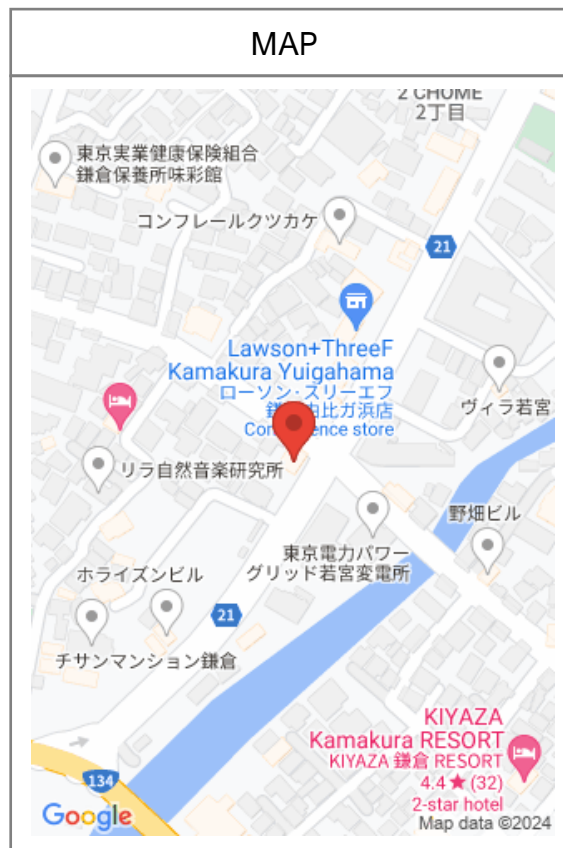 MAP
2 CHOME
2丁目
東京実業健康保険組合
鎌倉保養所味彩館
コンフレールクツカケ
21
Lawson+ThreeF
Kamakura Yuigahama
ローソン・スリーエフ
由比ガ浜店
store
ヴィラ若宮
リラ自然音楽研究所
野畑ビル
東京電力パワー
グリッド若宮変電所
ホライズンビル
21
チサンマンション鎌倉
KIYAZA
Kamakura RESORT
KIYAZA 鎌倉 RESORT
4.4★(32)
2-star hotel
134
Google
Map data ©2024